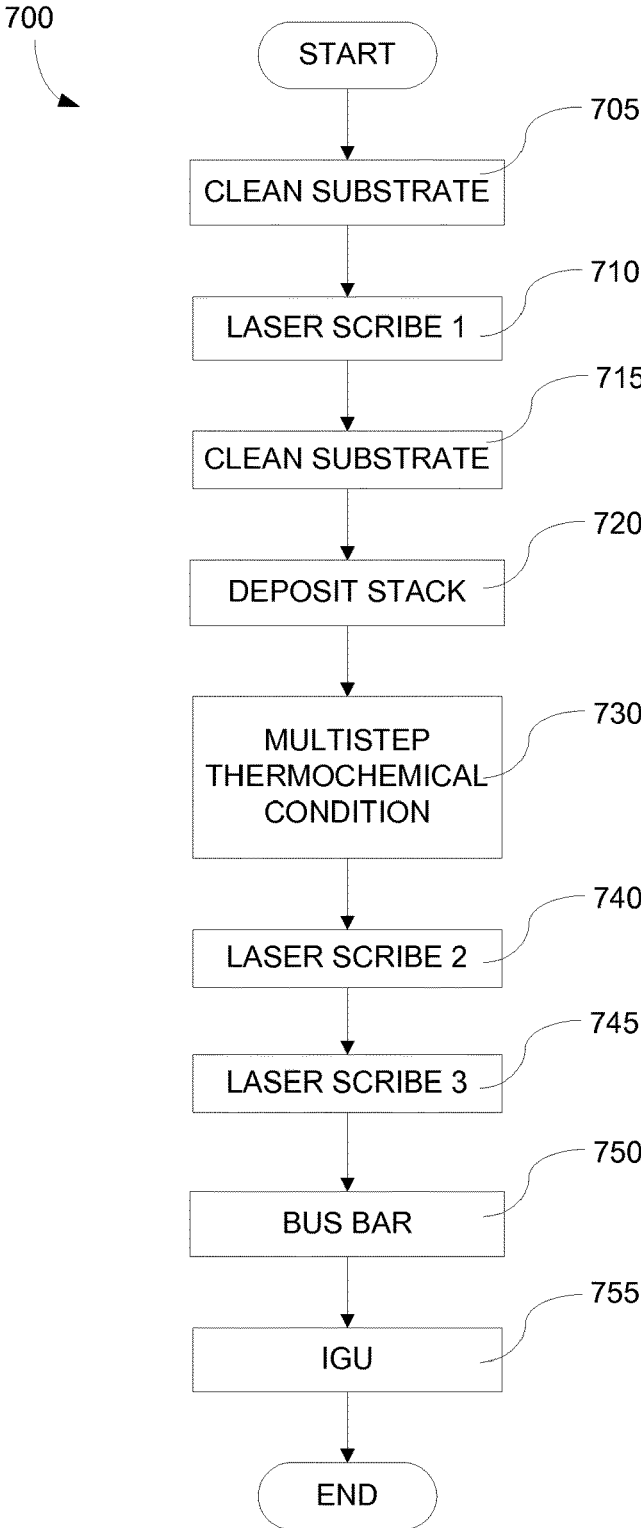 700
START
705
CLEAN SUBSTRATE
710
LASER SCRIBE 1
715
CLEAN SUBSTRATE
720
DEPOSIT STACK
730
MULTISTEP
THERMOCHEMICAL
CONDITION
740
LASER SCRIBE 2
745
LASER SCRIBE 3
750
BUS BAR
755
IGU
END